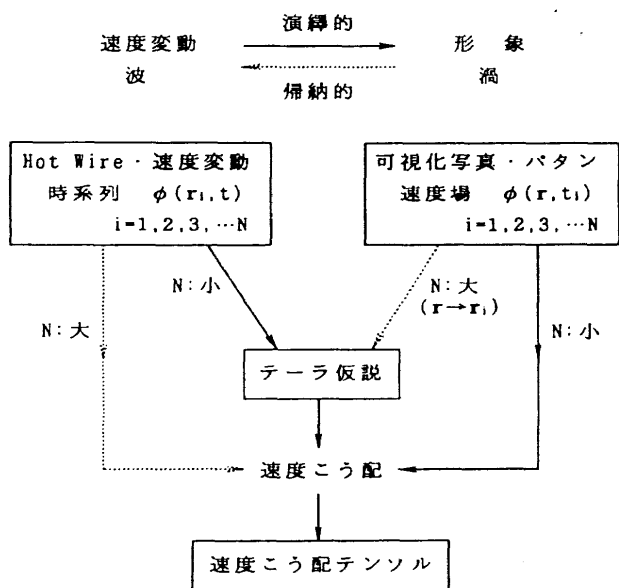 演繹的
速度変動 形 象
波 渦
帰納的
Hot Wire・速度変動
時系列 φ(ri,t)
i=1,2,3,…N
可視化写真・パタン
速度場 φ(r,ti)
i=1,2,3,…N
N:小
N:大
(r→ri)
N:大
N:小
テーラ仮説
速度こう配
速度こう配テンソル